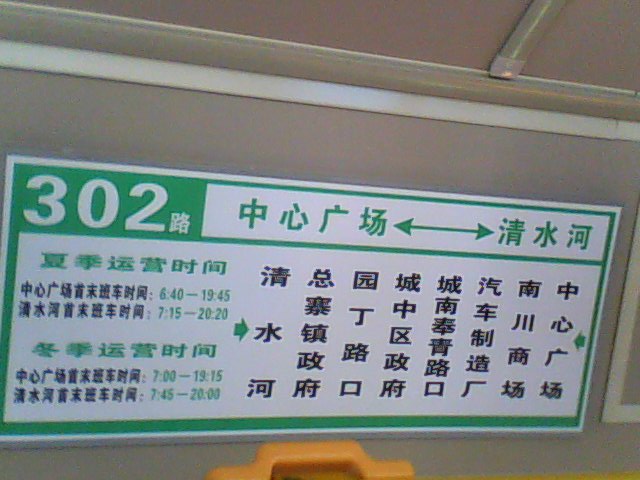 302路
中心广场 ←→ 清水河
夏季运营时间
中心广场首末班车时间：6:40－19:45
清水河首末班车时间：7:15－20:20
冬季运营时间
中心广场首末班车时间：7:00－19:15
清水河首末班车时间：7:45－20:00
清水河
总寨镇政府
园丁路口
城中区政府
城南奉青路口
汽车制造厂
南川商场
中心广场